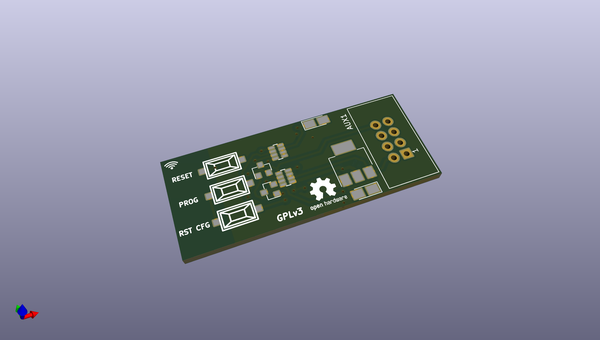 RESET
PROG
RST CFG
GPLv3
open hardware
AUX1
1